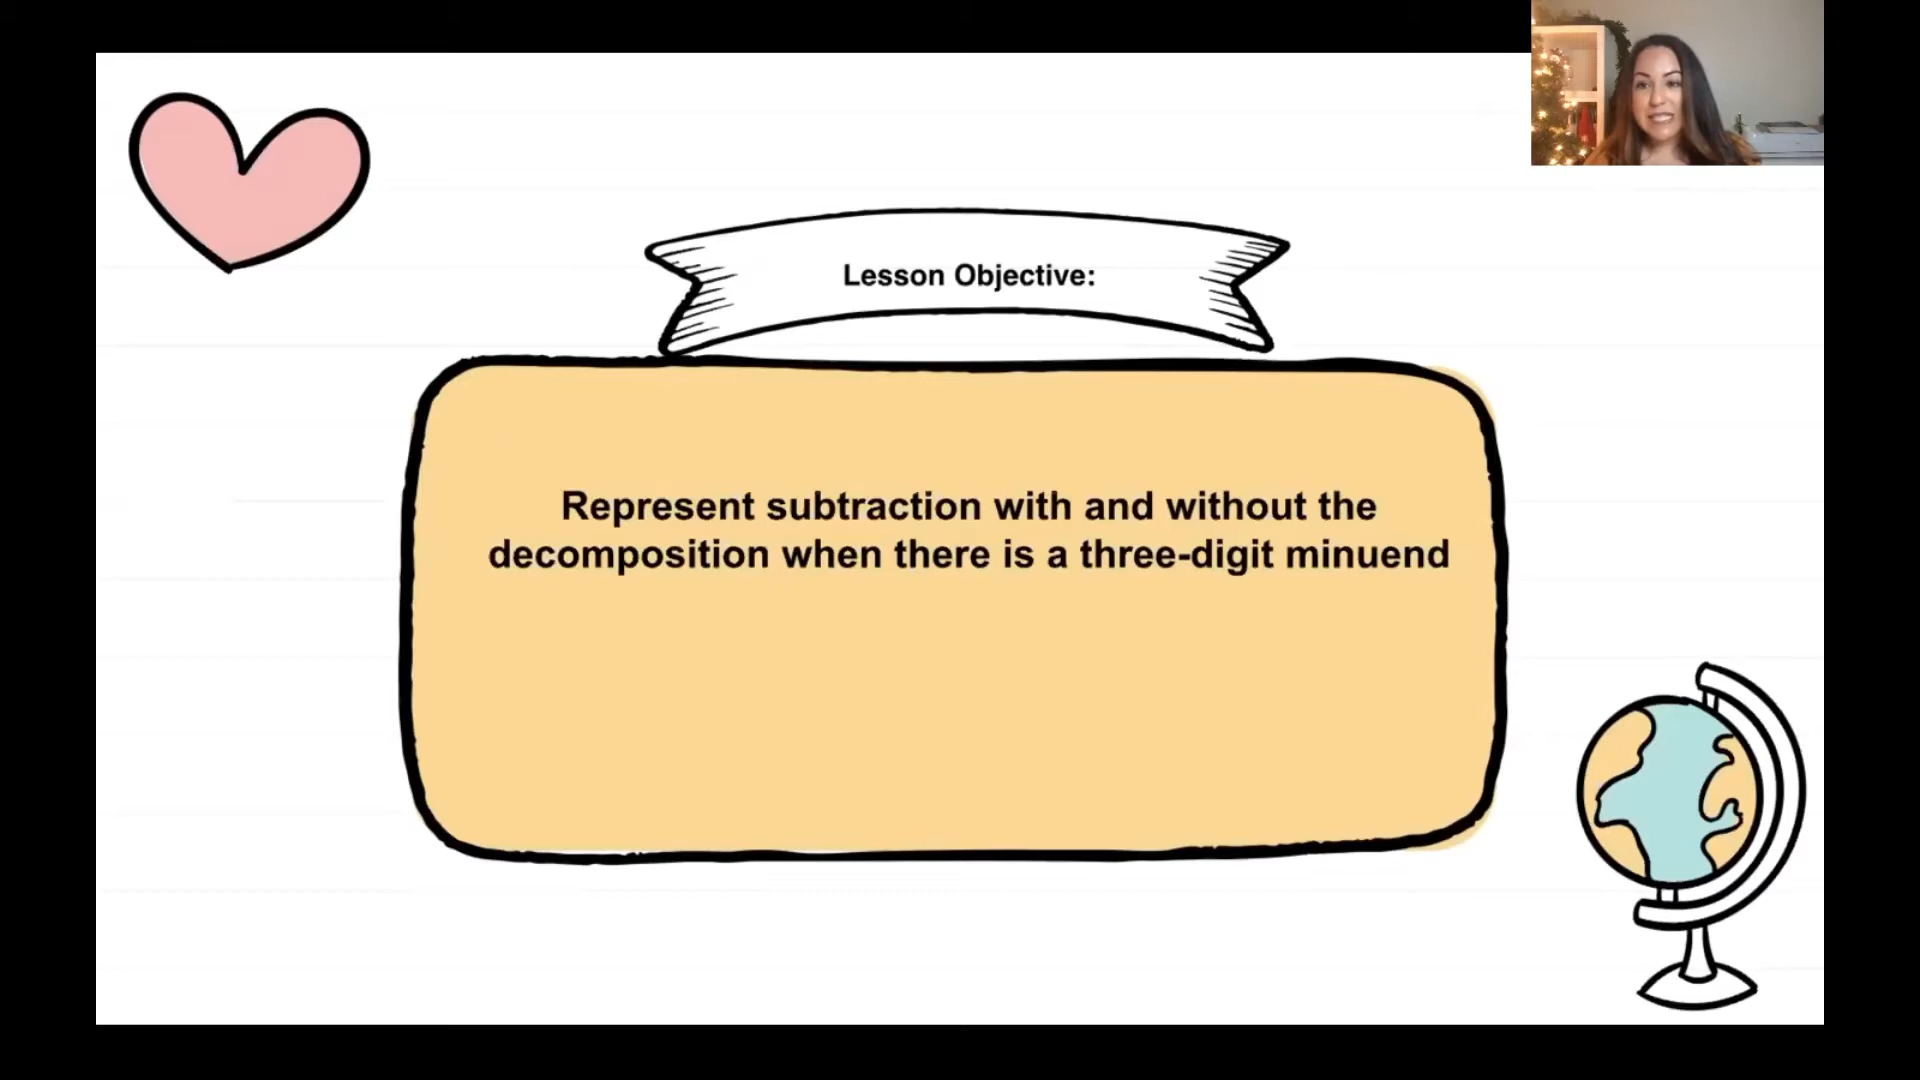 Lesson Objective:
Represent subtraction with and without the
decomposition when there is a three-digit minuend